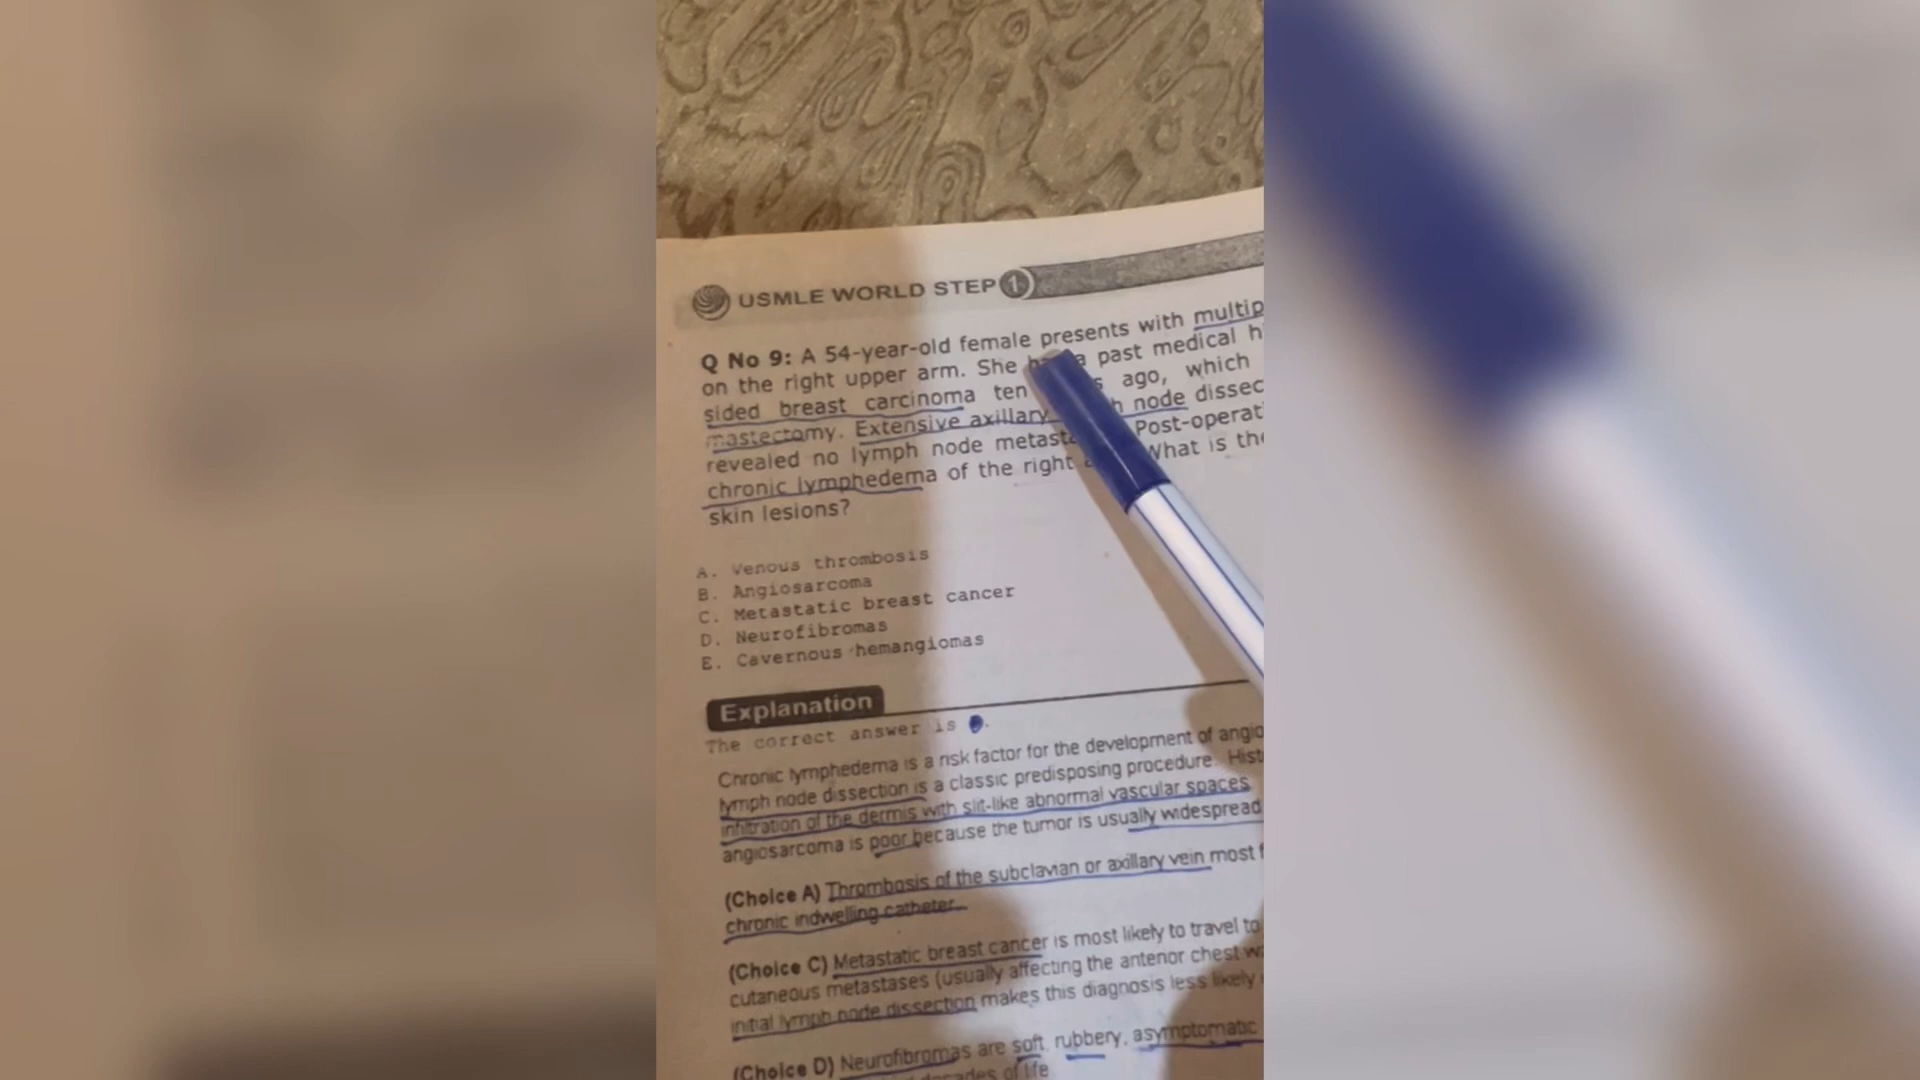 USMLE WORLD STEP 1
Q No 9: A 54-year-old female presents with multip
on the right upper arm. She a past medical h
sided breast carcinoma ten ago, which
mastectomy. Extensive axillary node dissec
revealed no lymph node Post-operat
chronic lymphedema of the right What is the
skin lesions?
A. Venous thrombosis
B. Angiosarcoma
C. Metastatic breast cancer
D. Neurofibromas
E. Cavernous hemangiomas
Explanation
The correct answer is
Chronic lymphedema is a risk factor for the development of angio
lymph node dissection is a classic predisposing procedure. Hist
infiltration of the dermis with slit-like abnormal vascular spaces
angiosarcoma is poor because the tumor is usually widespread
(Choice A) Thrombosis of the subclavian or axillary vein most f
chronic indwelling catheter.
(Choice C) Metastatic breast cancer is most likely to travel to
cutaneous metastases (usually affecting the anterior chest wa
initial lymph node dissection makes this diagnosis less likely
(Choice D) Neurofibromas are soft, rubbery, asymptomatic
decades of life